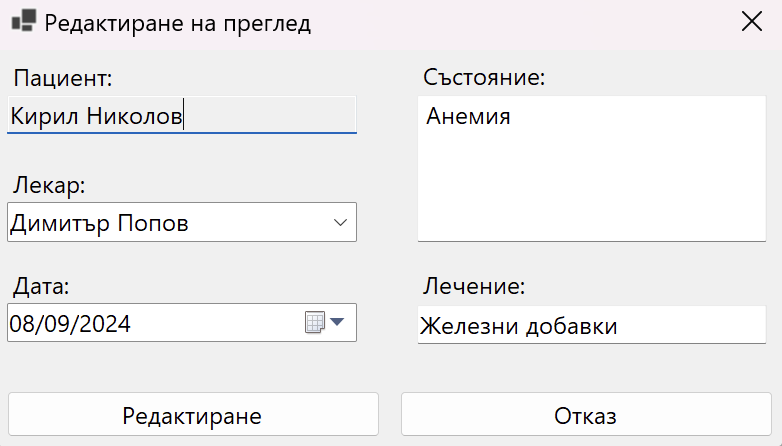 Редактиране на преглед
Пациент:
Кирил Николов
Лекар:
Димитър Попов
Дата:
08/09/2024
Състояние:
Анемия
Лечение:
Железни добавки
Редактиране
Отказ